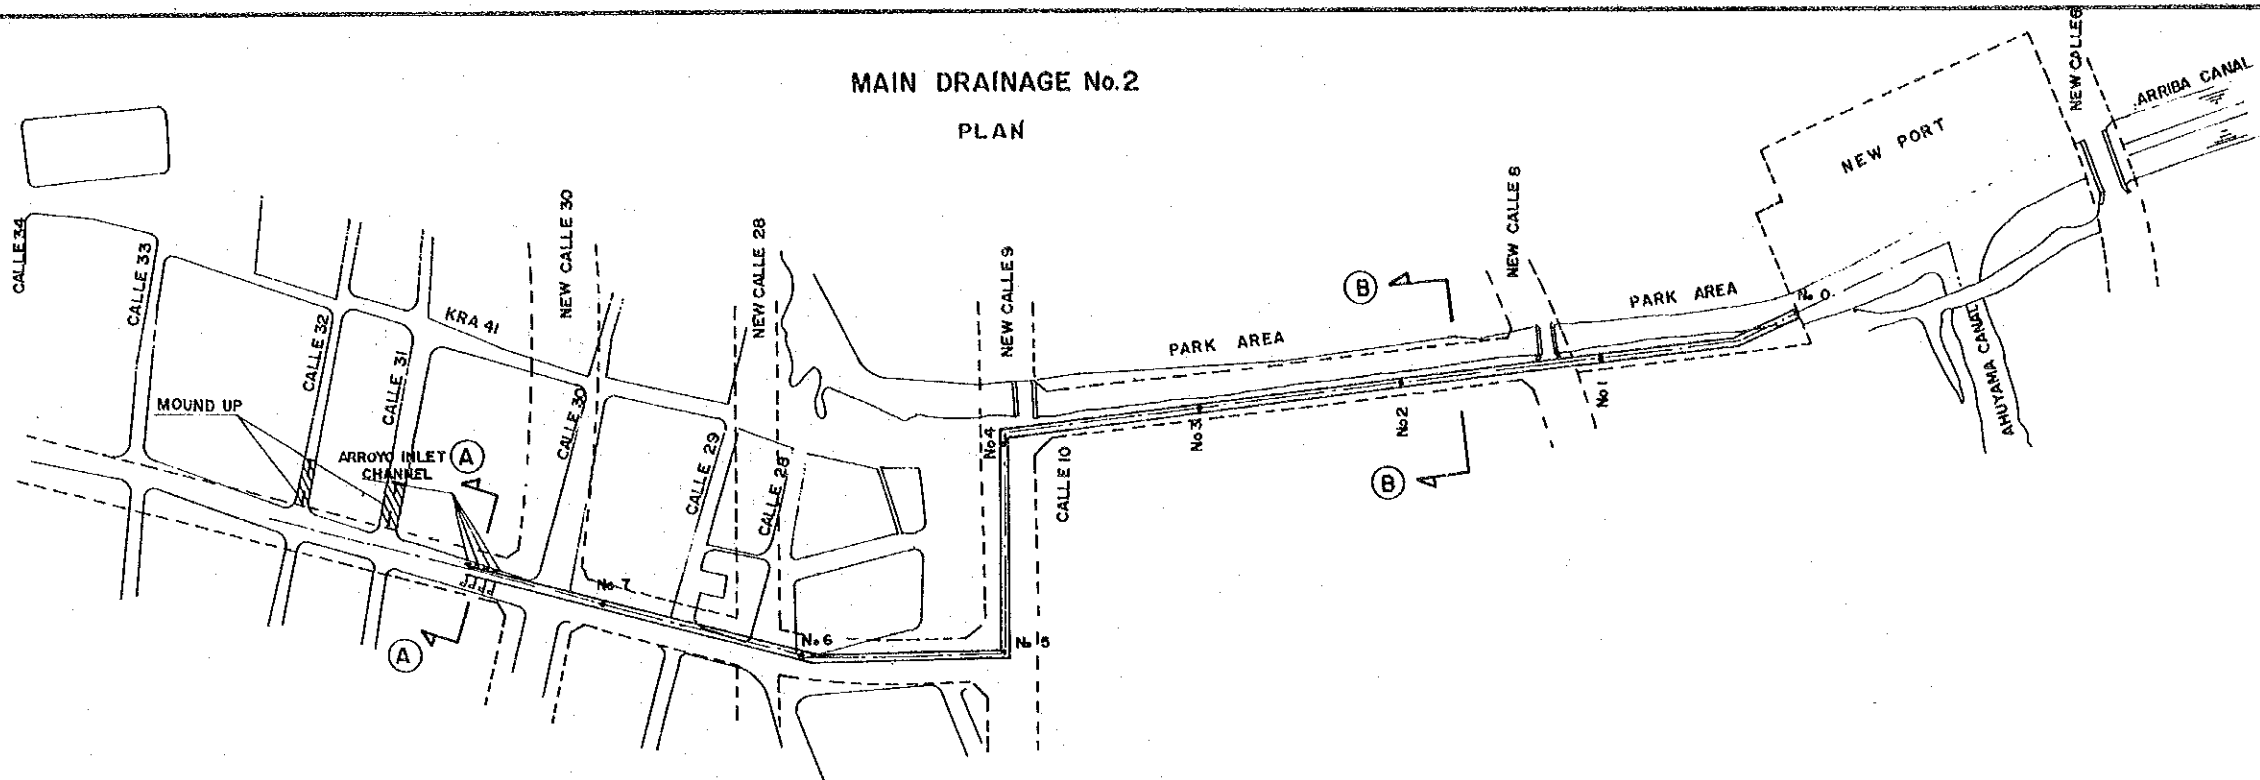 MAIN DRAINAGE No.2
PLAN
NEW CALLE 6
ARRIBA CANAL
NEW PORT
NEW CALLE 8
NEW CALLE 30
NEW CALLE 28
NEW CALLE 9
CALLE 34
CALLE 33
CALLE 32
CALLE 31
KRA 41
CALLE 30
CALLE 29
CALLE 28
CALLE 10
B
PARK AREA
PARK AREA
No 0.
AHUYAMA CANAL
MOUND UP
ARROYO INLET
CHANNEL
A
No 4
No 3
No 2
No 1
B
No 7
No 6
No 5
A